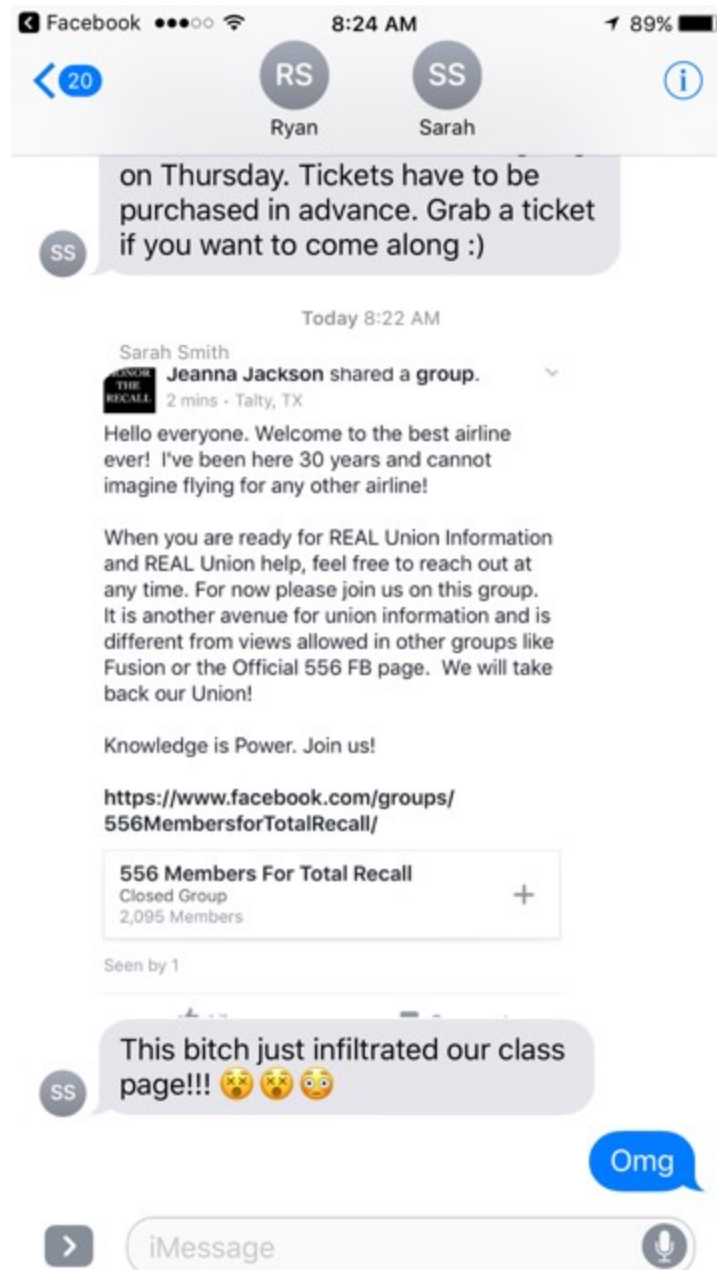 Facebook 8:24 AM 89%
20
RS SS
Ryan Sarah
on Thursday. Tickets have to be
purchased in advance. Grab a ticket
if you want to come along :)
SS
Today 8:22 AM
Sarah Smith
HONOR
THE
RECALL
Jeanna Jackson shared a group.
2 mins · Talty, TX
Hello everyone. Welcome to the best airline
ever! I've been here 30 years and cannot
imagine flying for any other airline!
When you are ready for REAL Union Information
and REAL Union help, feel free to reach out at
any time. For now please join us on this group.
It is another avenue for union information and is
different from views allowed in other groups like
Fusion or the Official 556 FB page. We will take
back our Union!
Knowledge is Power. Join us!
https://www.facebook.com/groups/
556MembersforTotalRecall/
556 Members For Total Recall
Closed Group
2,095 Members
Seen by 1
This bitch just infiltrated our class
page!!! 😵😵😳
SS
Omg
iMessage